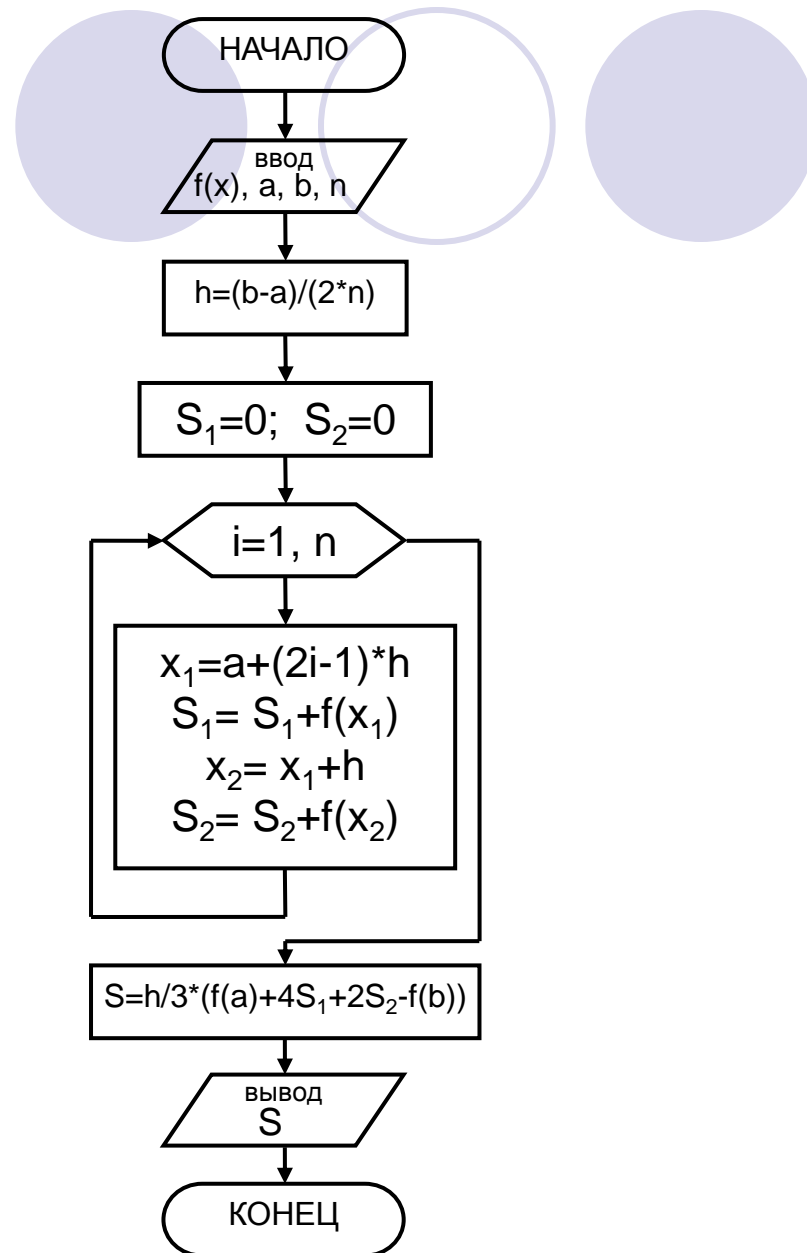 НАЧАЛО
ввод
f(x), a, b, n
h=(b-a)/(2*n)
S₁=0; S₂=0
i=1, n
x₁=a+(2i-1)*h
S₁= S₁+f(x₁)
x₂= x₁+h
S₂= S₂+f(x₂)
S=h/3*(f(a)+4S₁+2S₂-f(b))
вывод
S
КОНЕЦ